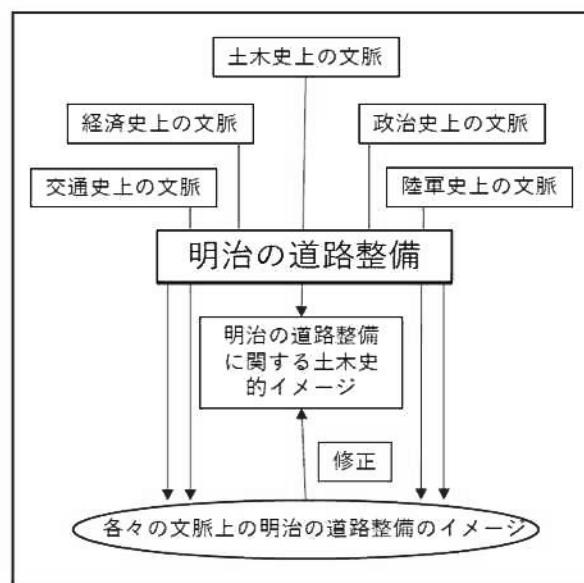 土木史上の文脈
経済史上の文脈
政治史上の文脈
交通史上の文脈
陸軍史上の文脈
明治の道路整備
明治の道路整備
に関する土木史
的イメージ
修正
各々の文脈上の明治の道路整備のイメージ